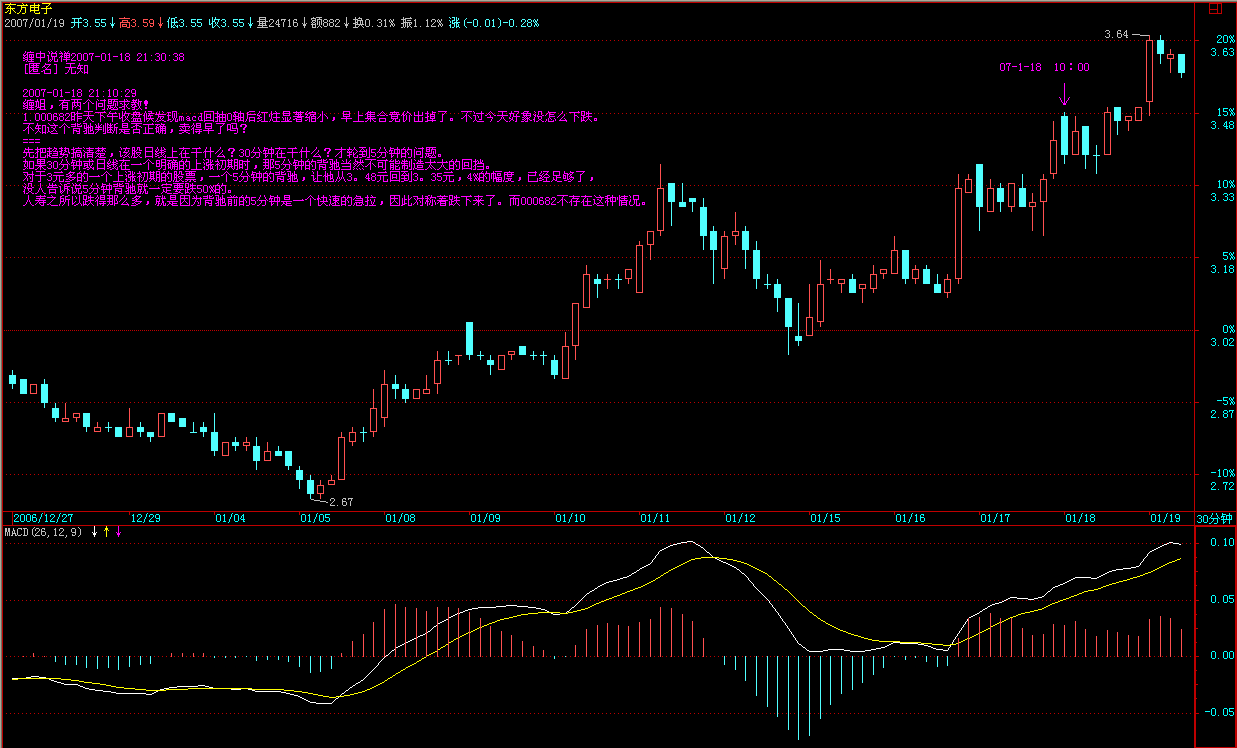 东方电子
2007/01/19 开3.55↓高3.59↓低3.55 收3.55↓量24716↓额882↓换0.31% 振1.12% 涨(-0.01)-0.28%
缠中说禅2007-01-18 21:30:38
[匿名] 无知
2007-01-18 21:10:29
缠姐，有两个问题求教！
1.000682昨天下午收盘候发现macd回抽0轴后红炷显著缩小，早上集合竞价出掉了。不过今天好象没怎么下跌。
不知这个背驰判断是否正确，卖得早了吗？
===
先把趋势搞清楚，该股日线上在干什么？30分钟在干什么？才轮到5分钟的问题。
如果30分钟或日线在一个明确的上涨初期时，那5分钟的背驰当然不可能制造太大的回挡。
对于3元多的一个上涨初期的股票，一个5分钟的背驰，让他从3。48元回到3。35元，4%的幅度，已经足够了，
没人告诉说5分钟背驰就一定要跌50%的。
人寿之所以跌得那么多，就是因为背驰前的5分钟是一个快速的急拉，因此对称着跌下来了。而000682不存在这种情况。
07-1-18 10：00
3.64
2.67
20%
3.63
15%
3.48
10%
3.33
5%
3.18
0%
3.02
-5%
2.87
-10%
2.72
2006/12/27 12/29 01/04 01/05 01/08 01/09 01/10 01/11 01/12 01/15 01/16 01/17 01/18 01/19 30分钟
MACD(26,12,9) ↓ ↑ ↓
0.10
0.05
0.00
-0.05